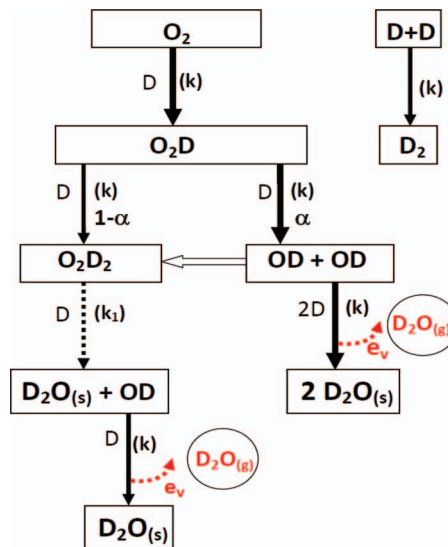 O₂
D+D
D (k)
(k)
O₂D
D₂
D (k)
1-α
D (k)
α
O₂D₂
OD + OD
D (k₁)
2D (k)
D₂O(g)
eᵥ
D₂O(s) + OD
2 D₂O(s)
D (k)
D₂O(g)
eᵥ
D₂O(s)